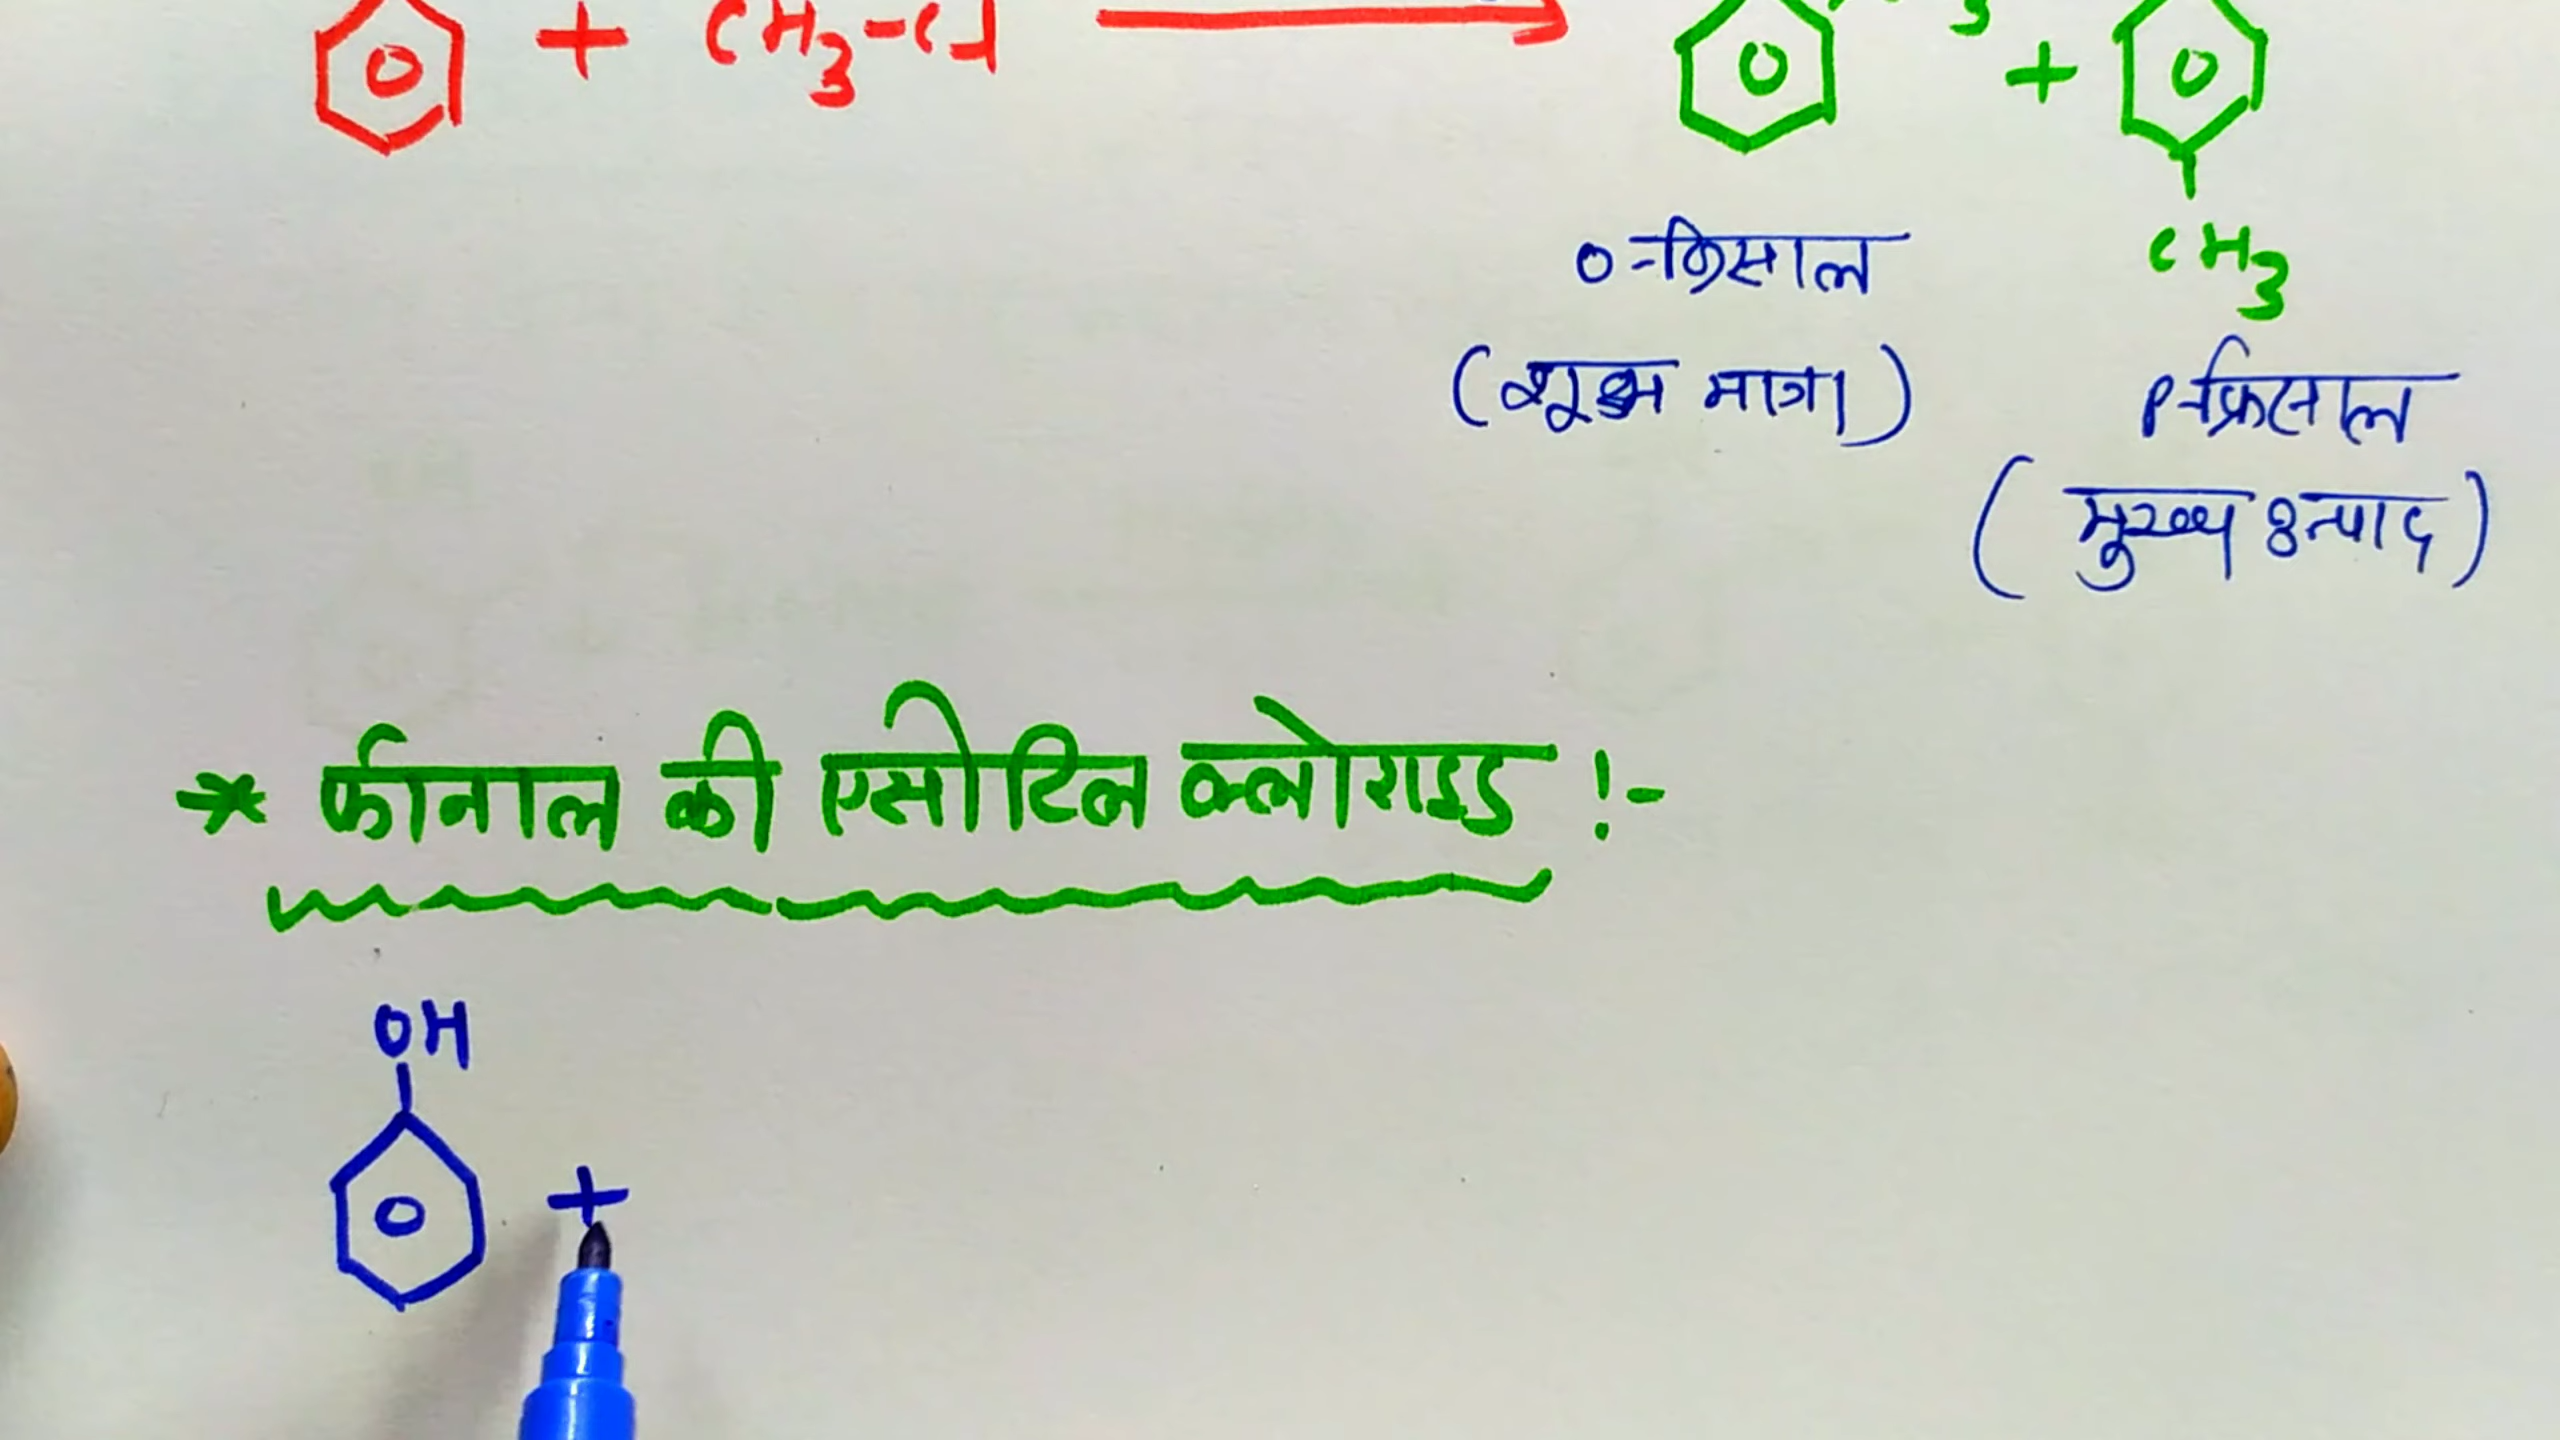 + CH3-Cl
+
CH3
o-क्रिसाल
(सूक्ष्म मात्रा)
p-क्रिसाल
(मुख्य उत्पाद)
* फीनाल की एसीटिल क्लोराइड :-
OH
+